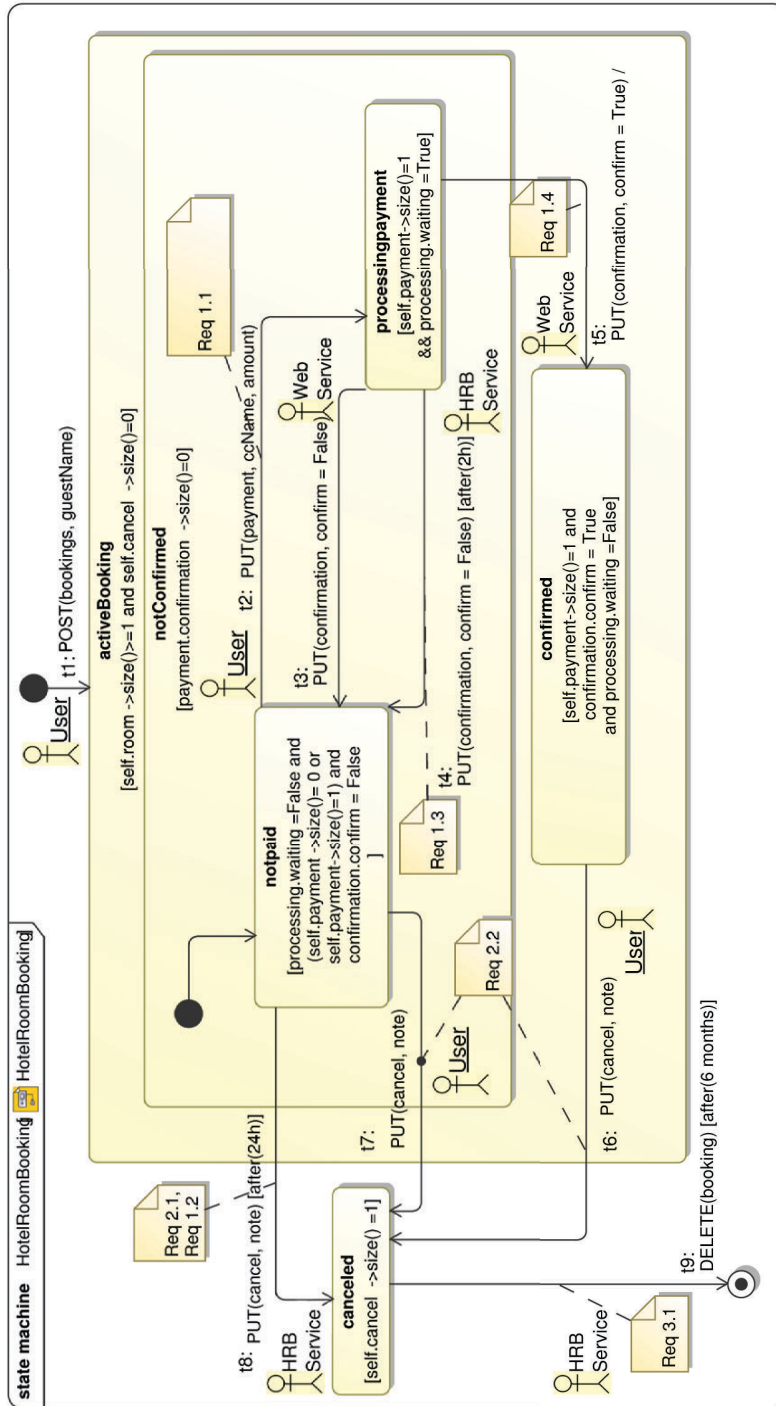 state machine HotelRoomBooking[ HotelRoomBooking]
User
t1: POST(bookings, guestName)
activeBooking
[self.room ->size()>=1 and self.cancel ->size()=0]
notConfirmed
[payment.confirmation ->size()=0]
Req 1.1
User
t2: PUT(payment, ccName, amount)
notpaid
[processing.waiting =False and
(self.payment ->size()= 0 or
self.payment->size()=1) and
confirmation.confirm = False
]
t3:
PUT(confirmation, confirm = False)
Web
Service
processingpayment
[self.payment->size()=1
&& processing.waiting =True]
Req 1.3
t4:
PUT(confirmation, confirm = False) [after(2h)]
HRB
Service
Req 1.4
Web
Service
t5:
PUT(confirmation, confirm = True) /
confirmed
[self.payment->size()=1 and
confirmation.confirm = True
and processing.waiting =False]
User
t6: PUT(cancel, note)
Req 2.2
t7: PUT(cancel, note)
User
Req 2.1,
Req 1.2
t8: PUT(cancel, note) [after(24h)]
HRB
Service
canceled
[self.cancel ->size() =1]
HRB
Service
Req 3.1
t9:
DELETE(booking) [after(6 months)]